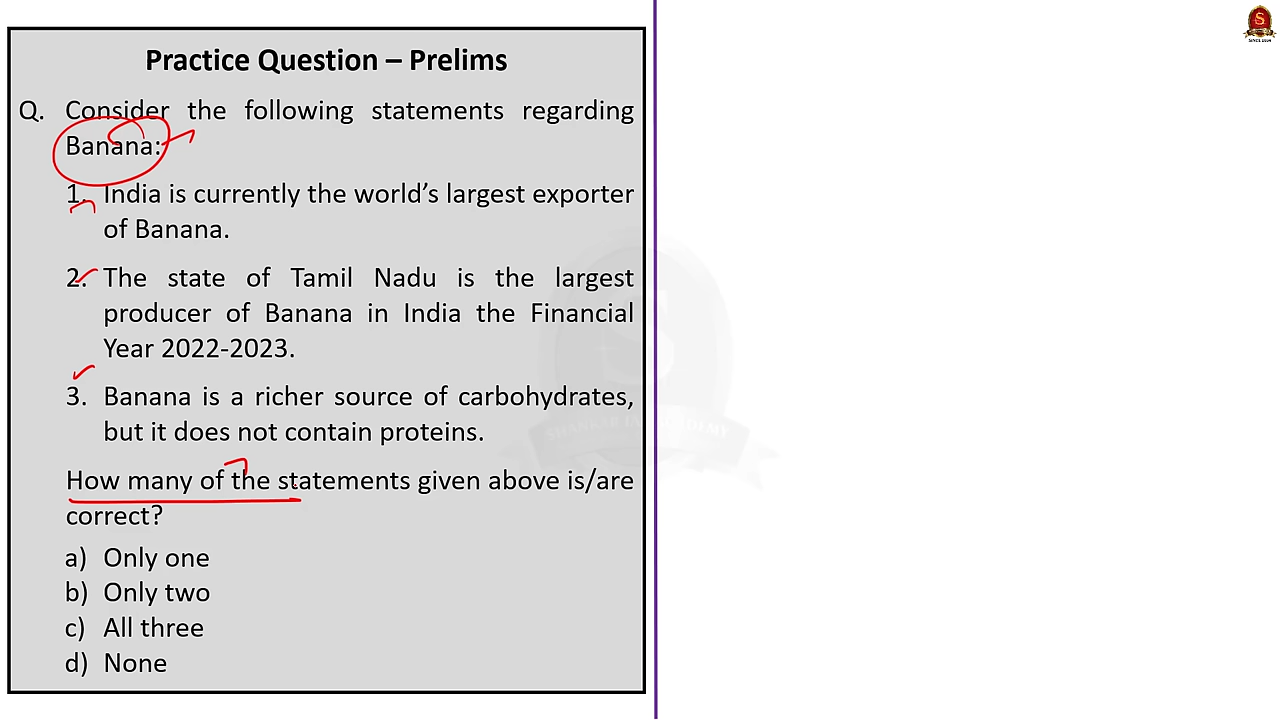 Practice Question – Prelims
Q. Consider the following statements regarding
Banana:
1. India is currently the world's largest exporter
of Banana.
2. The state of Tamil Nadu is the largest
producer of Banana in India the Financial
Year 2022-2023.
3. Banana is a richer source of carbohydrates,
but it does not contain proteins.
How many of the statements given above is/are
correct?
a) Only one
b) Only two
c) All three
d) None
S
SINCE 2004